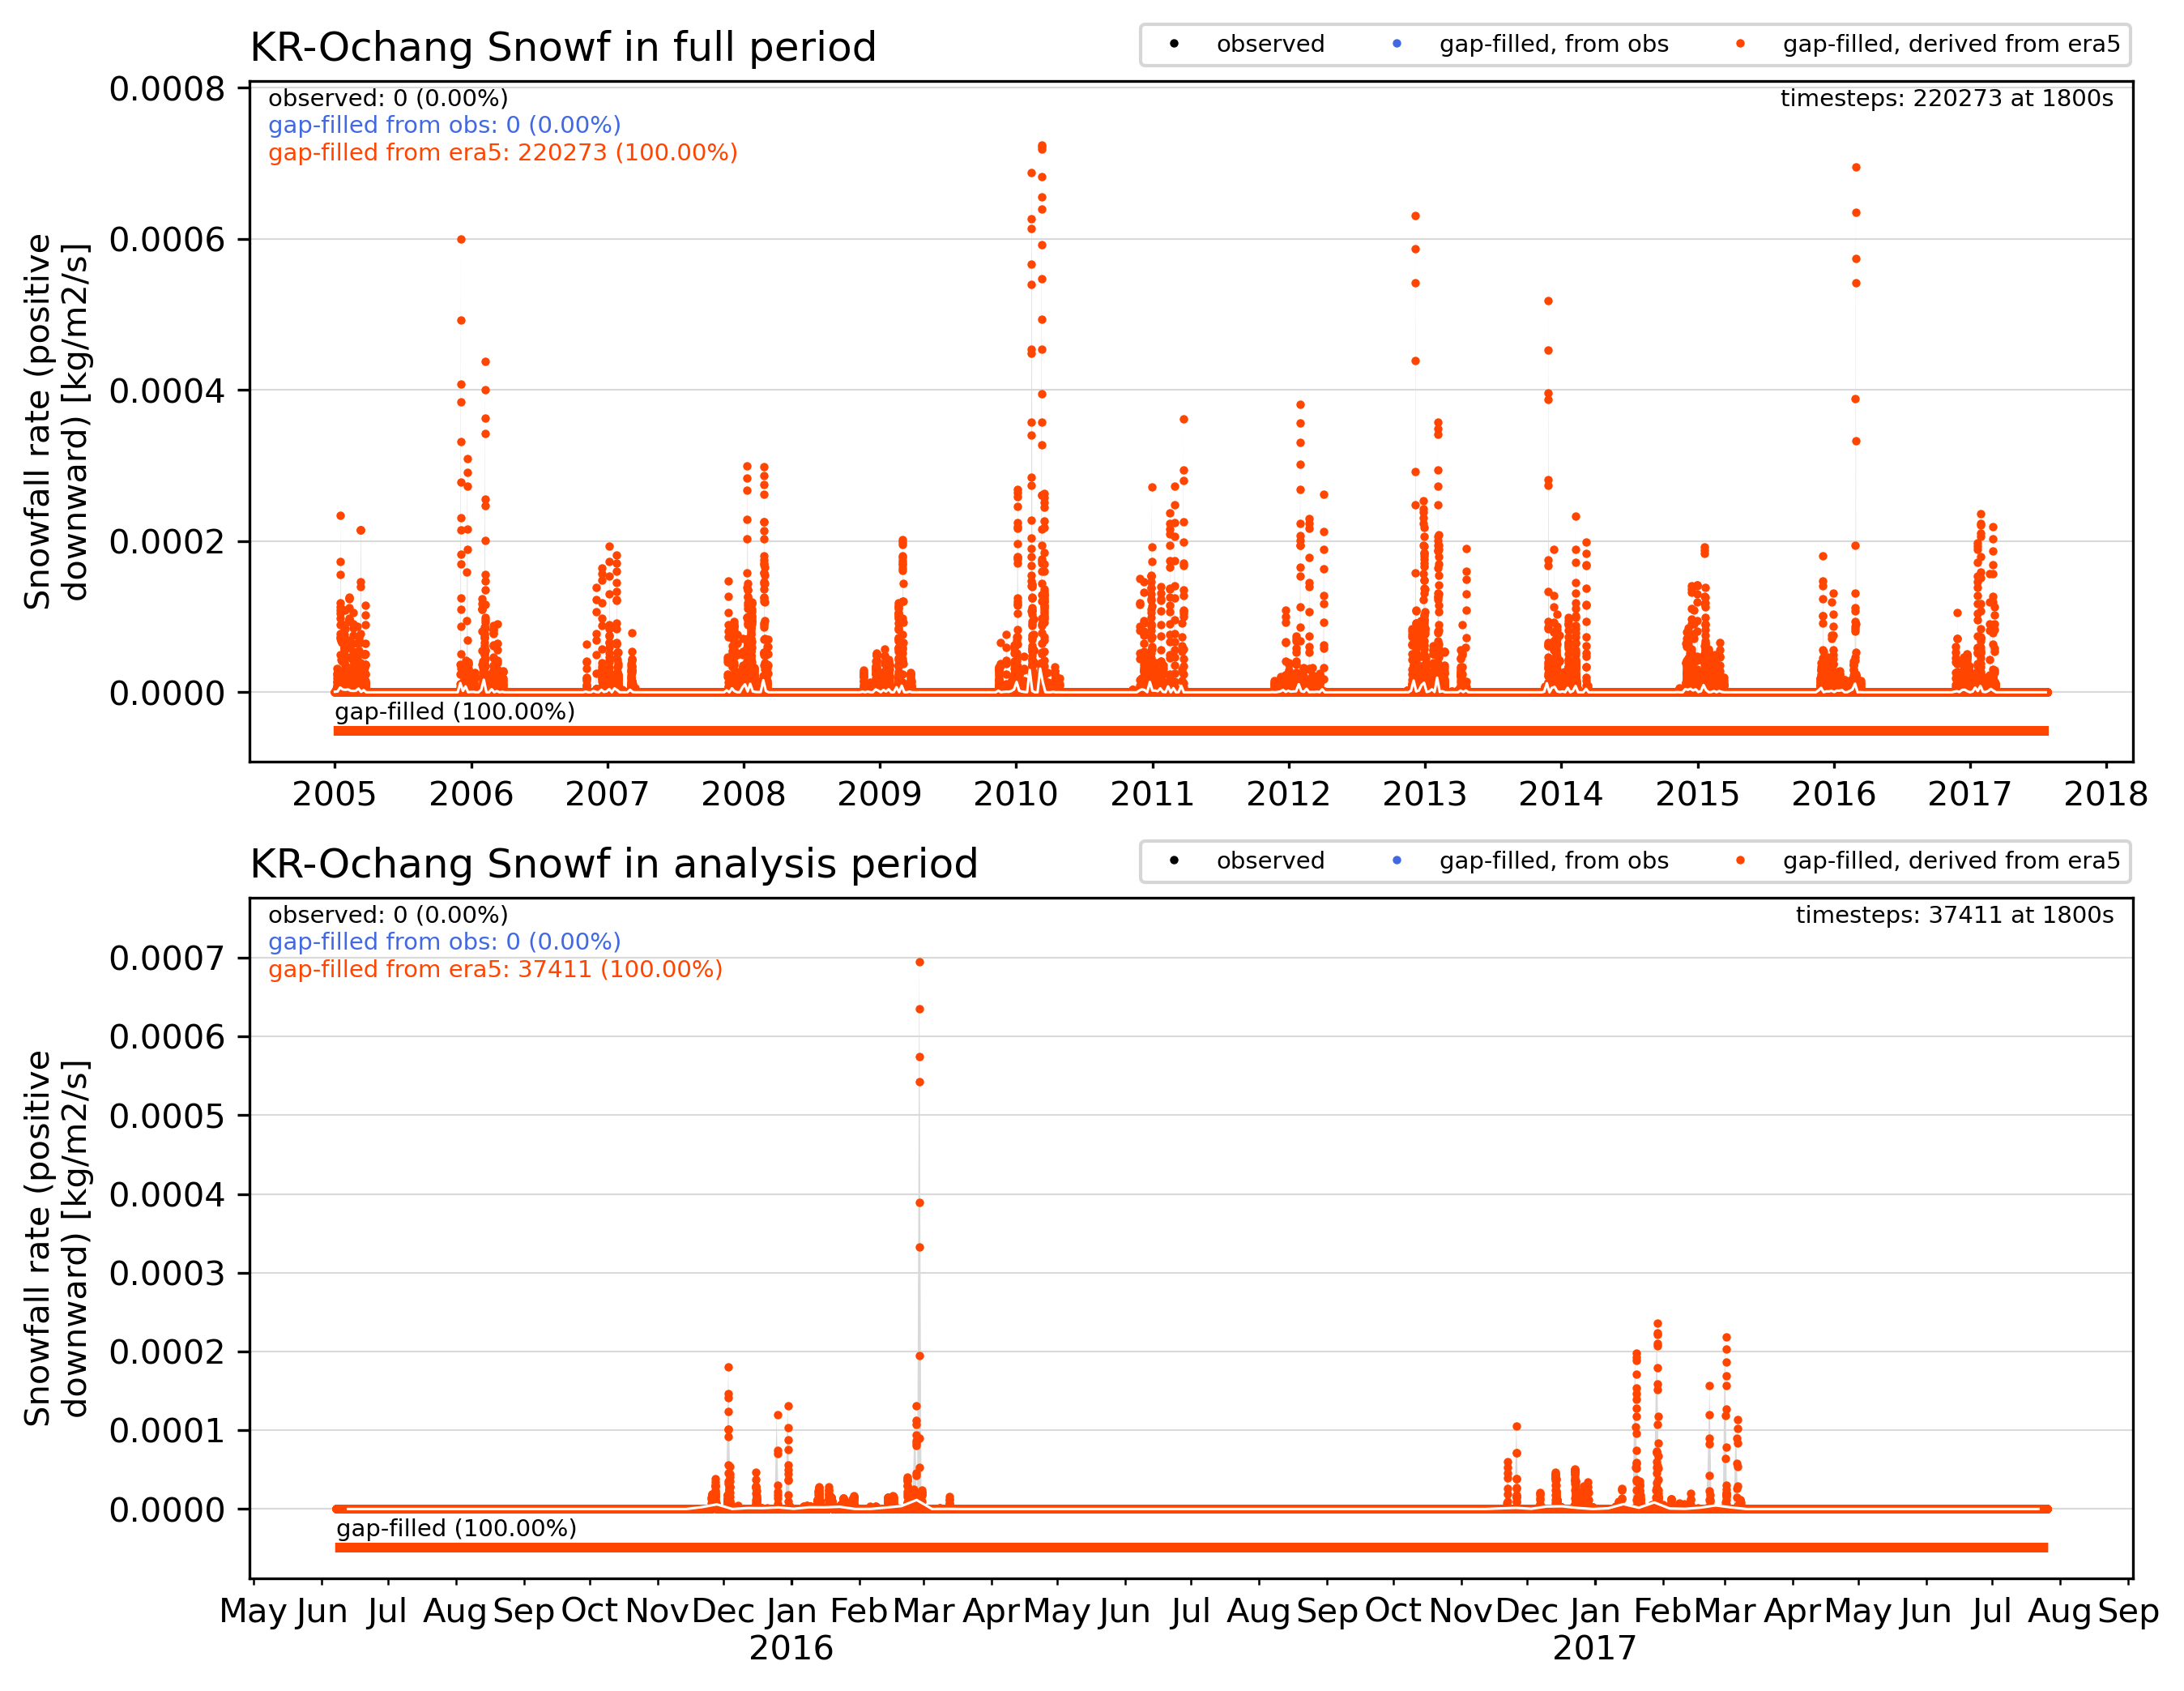 KR-Ochang Snowf in full period
observed gap-filled, from obs gap-filled, derived from era5
observed: 0 (0.00%)
gap-filled from obs: 0 (0.00%)
gap-filled from era5: 220273 (100.00%)
timesteps: 220273 at 1800s
Snowfall rate (positive
downward) [kg/m2/s]
0.0008
0.0006
0.0004
0.0002
0.0000
gap-filled (100.00%)
2005 2006 2007 2008 2009 2010 2011 2012 2013 2014 2015 2016 2017 2018
KR-Ochang Snowf in analysis period
observed gap-filled, from obs gap-filled, derived from era5
observed: 0 (0.00%)
gap-filled from obs: 0 (0.00%)
gap-filled from era5: 37411 (100.00%)
timesteps: 37411 at 1800s
Snowfall rate (positive
downward) [kg/m2/s]
0.0007
0.0006
0.0005
0.0004
0.0003
0.0002
0.0001
0.0000
gap-filled (100.00%)
May Jun Jul Aug Sep Oct Nov Dec Jan Feb Mar Apr May Jun Jul Aug Sep Oct Nov Dec Jan Feb Mar Apr May Jun Jul Aug Sep
2016 2017